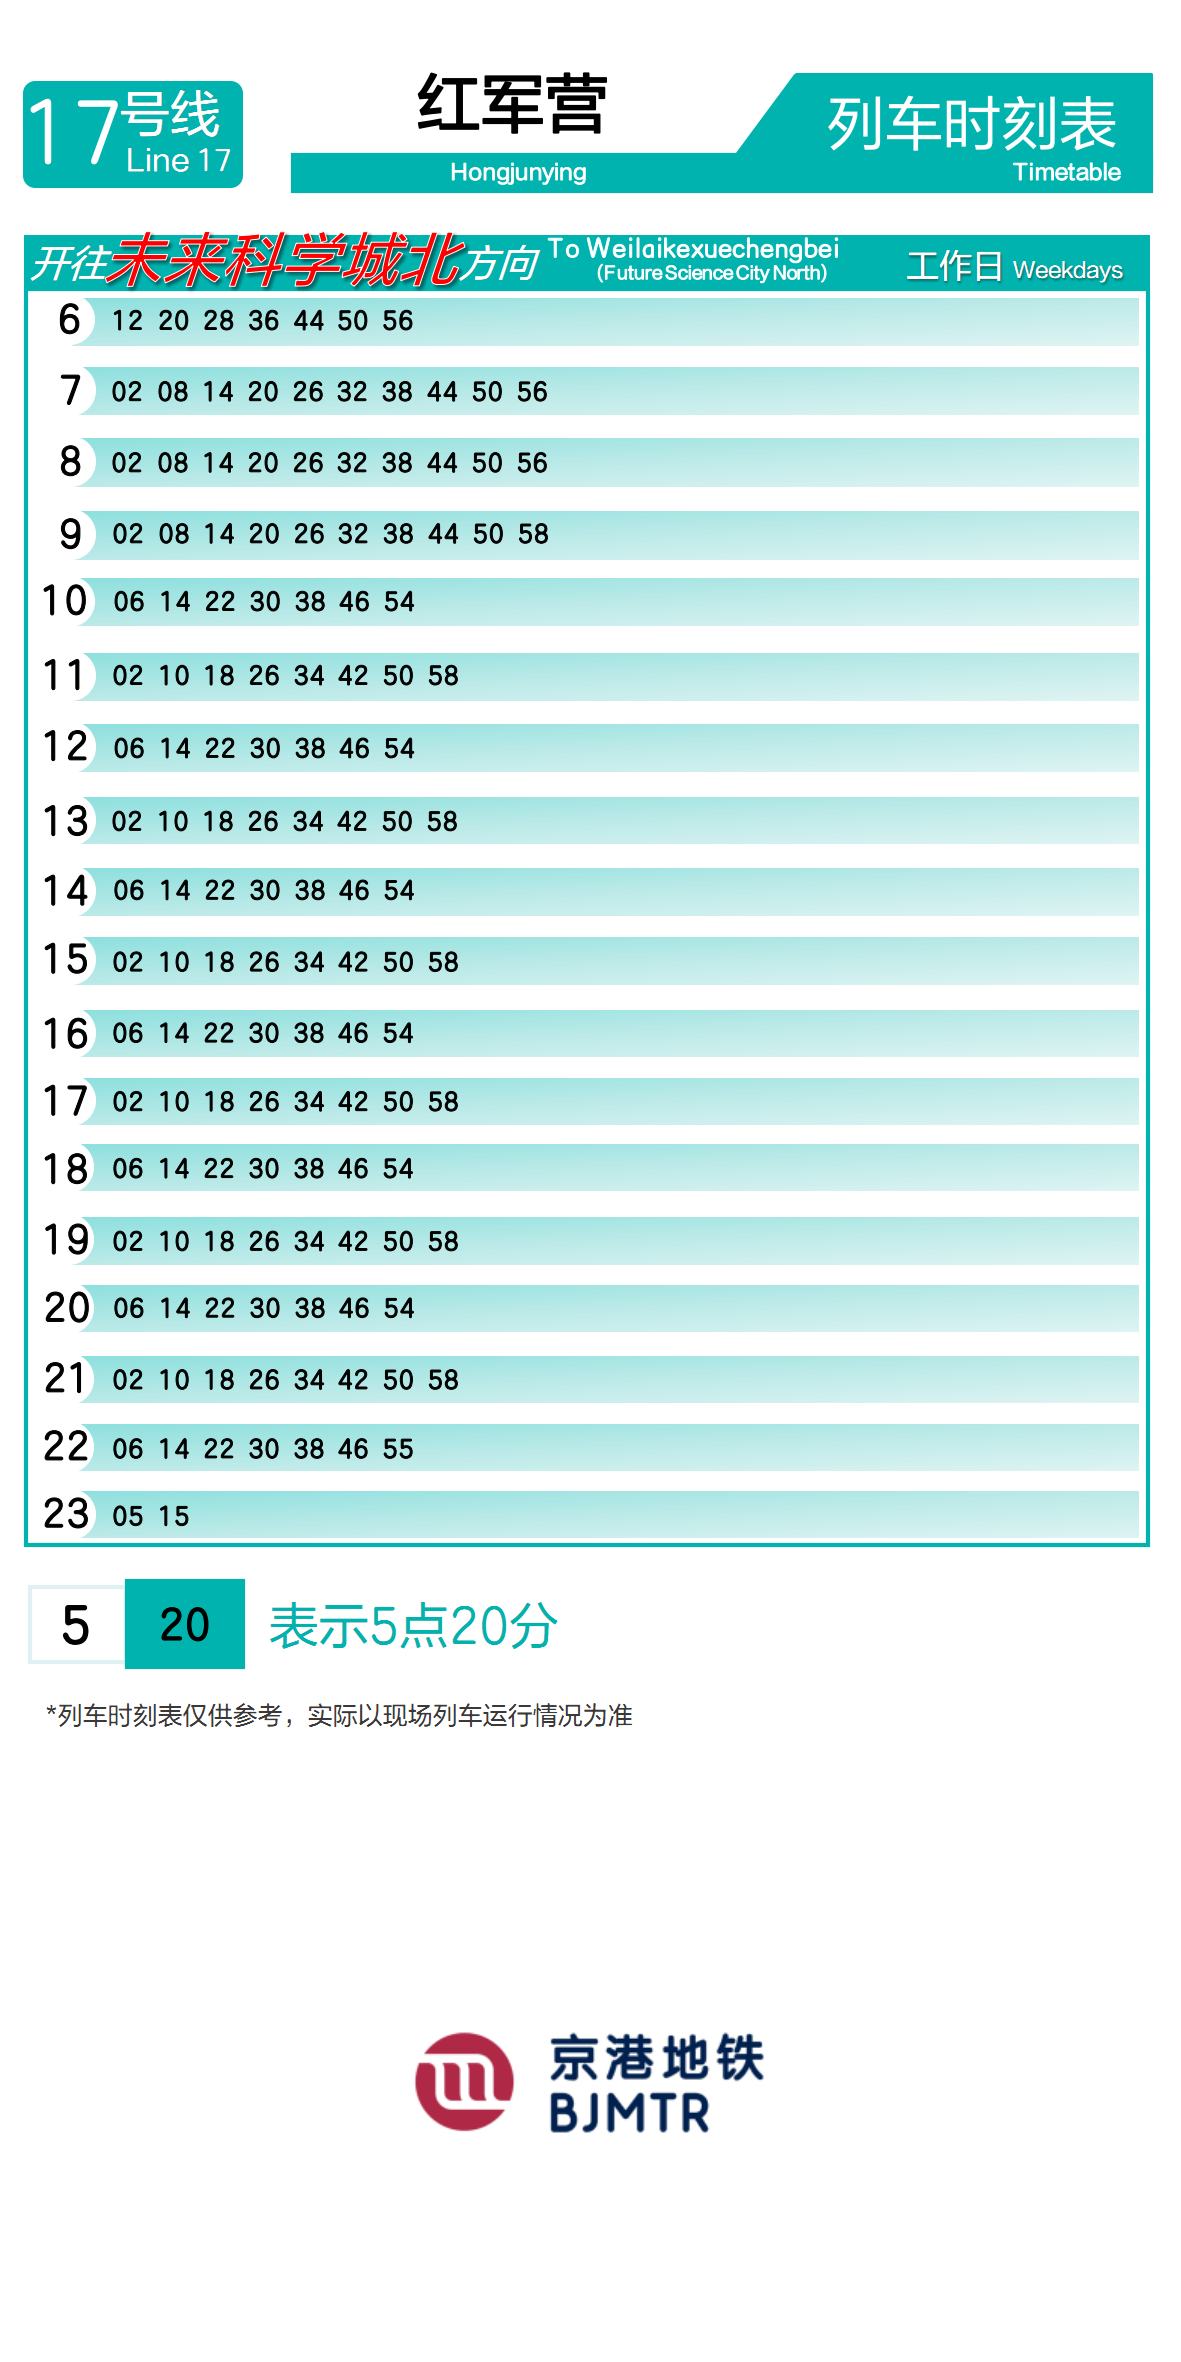 17号线
Line 17
红军营
Hongjunying
列车时刻表
Timetable
开往未来科学城北方向 To Weilaikexuechengbei
(Future Science City North)
工作日 Weekdays
6 12 20 28 36 44 50 56
7 02 08 14 20 26 32 38 44 50 56
8 02 08 14 20 26 32 38 44 50 56
9 02 08 14 20 26 32 38 44 50 58
10 06 14 22 30 38 46 54
11 02 10 18 26 34 42 50 58
12 06 14 22 30 38 46 54
13 02 10 18 26 34 42 50 58
14 06 14 22 30 38 46 54
15 02 10 18 26 34 42 50 58
16 06 14 22 30 38 46 54
17 02 10 18 26 34 42 50 58
18 06 14 22 30 38 46 54
19 02 10 18 26 34 42 50 58
20 06 14 22 30 38 46 54
21 02 10 18 26 34 42 50 58
22 06 14 22 30 38 46 55
23 05 15
5 20 表示5点20分
*列车时刻表仅供参考，实际以现场列车运行情况为准
京港地铁
BJMTR